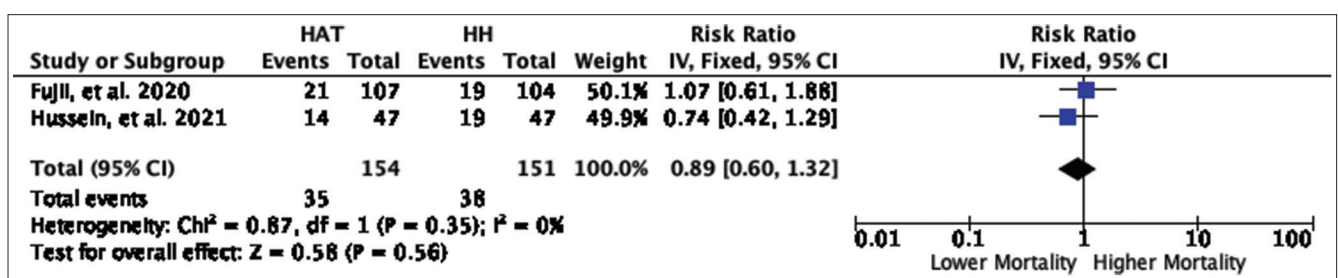 HAT HH Risk Ratio Risk Ratio
Study or Subgroup Events Total Events Total Weight IV, Fixed, 95% CI IV, Fixed, 95% CI
Fujii, et al. 2020 21 107 19 104 50.1% 1.07 [0.61, 1.88]
Hussein, et al. 2021 14 47 19 47 49.9% 0.74 [0.42, 1.29]
Total (95% CI) 154 151 100.0% 0.89 [0.60, 1.32]
Total events 35 38
Heterogeneity: Chi² = 0.87, df = 1 (P = 0.35); I² = 0%
Test for overall effect: Z = 0.58 (P = 0.56)
0.01 0.1 1 10 100
Lower Mortality Higher Mortality